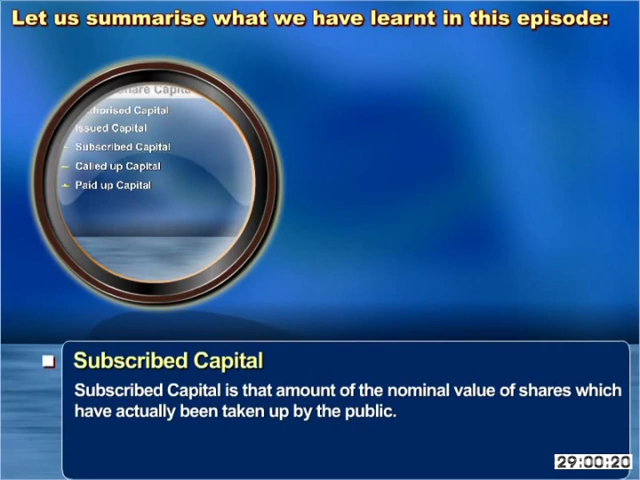 Let us summarise what we have learnt in this episode:
Issued Capital
Subscribed Capital
Called up Capital
Paid up Capital
Subscribed Capital
Subscribed Capital is that amount of the nominal value of shares which
have actually been taken up by the public.
29:00:20